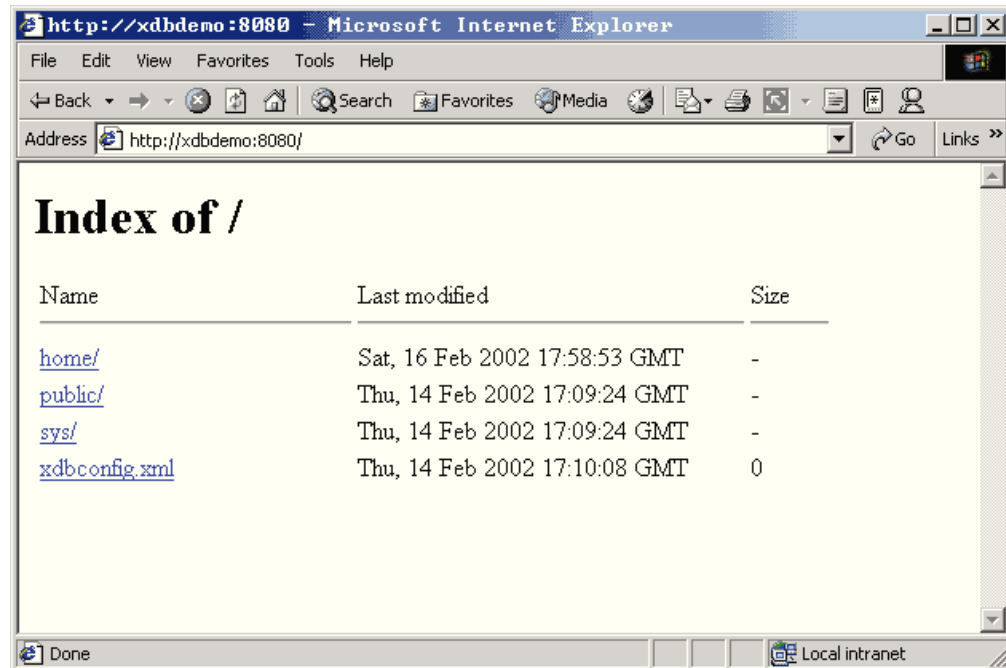 http://xdbdemo:8080 - Microsoft Internet Explorer
File Edit View Favorites Tools Help
Back Search Favorites Media
Address http://xdbdemo:8080/ Go Links »
Index of /
Name Last modified Size
home/ Sat, 16 Feb 2002 17:58:53 GMT -
public/ Thu, 14 Feb 2002 17:09:24 GMT -
sys/ Thu, 14 Feb 2002 17:09:24 GMT -
xdbconfig.xml Thu, 14 Feb 2002 17:10:08 GMT 0
Done Local intranet